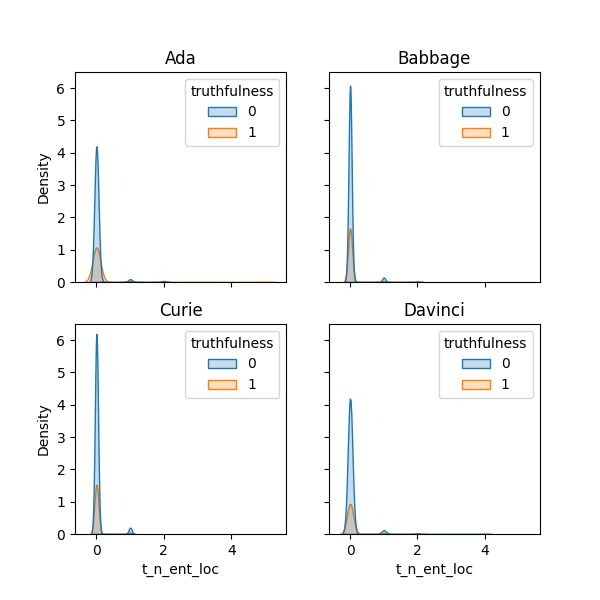 Ada
Babbage
truthfulness
0
1
truthfulness
0
1
Density
6
5
4
3
2
1
0
Curie
Davinci
truthfulness
0
1
truthfulness
0
1
Density
6
5
4
3
2
1
0
0 2 4
0 2 4
t_n_ent_loc
t_n_ent_loc